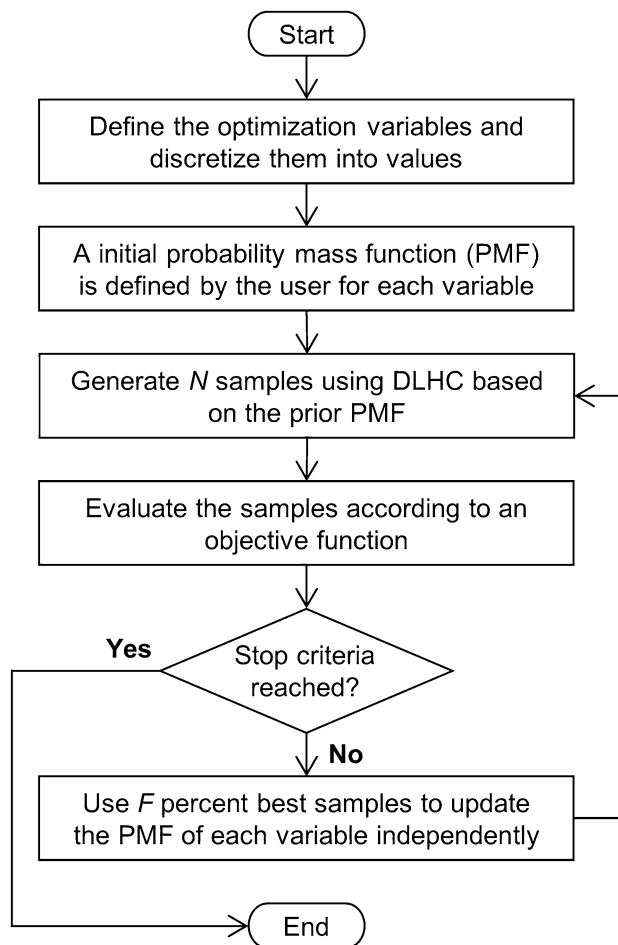 Start
Define the optimization variables and
discretize them into values
A initial probability mass function (PMF)
is defined by the user for each variable
Generate N samples using DLHC based
on the prior PMF
Evaluate the samples according to an
objective function
Yes
Stop criteria
reached?
No
Use F percent best samples to update
the PMF of each variable independently
End